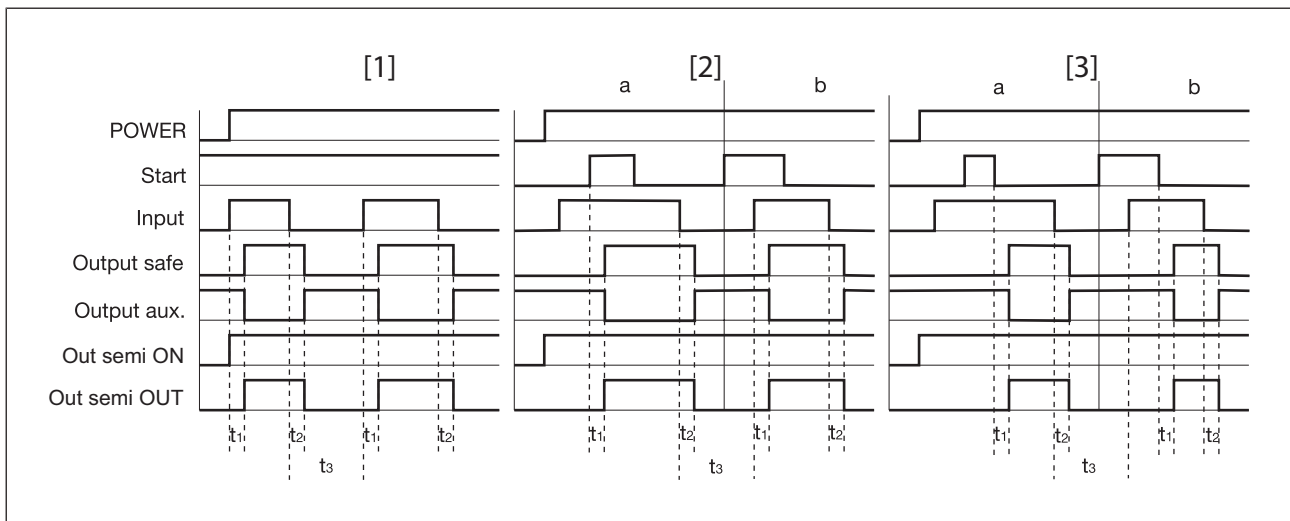 [1] [2] [3]
a b a b
POWER
Start
Input
Output safe
Output aux.
Out semi ON
Out semi OUT
t1 t2 t1 t2 t1 t2 t1 t2 t1 t2 t1 t2
t3 t3 t3